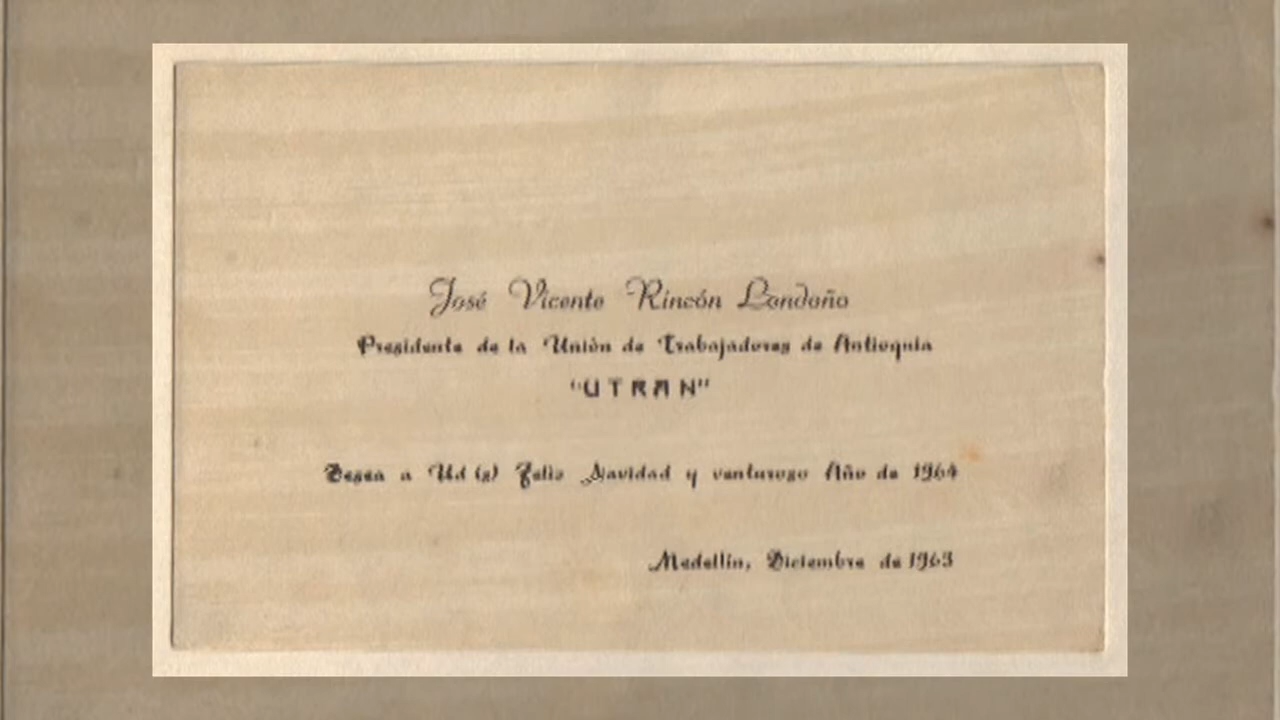 José Vicente Rincón Londoño
Presidente de la Unión de Trabajadores de Antioquia
"UTRAN"
Desea a Ud (s) Feliz Navidad y venturoso Año de 1964
Medellín, Diciembre de 1963